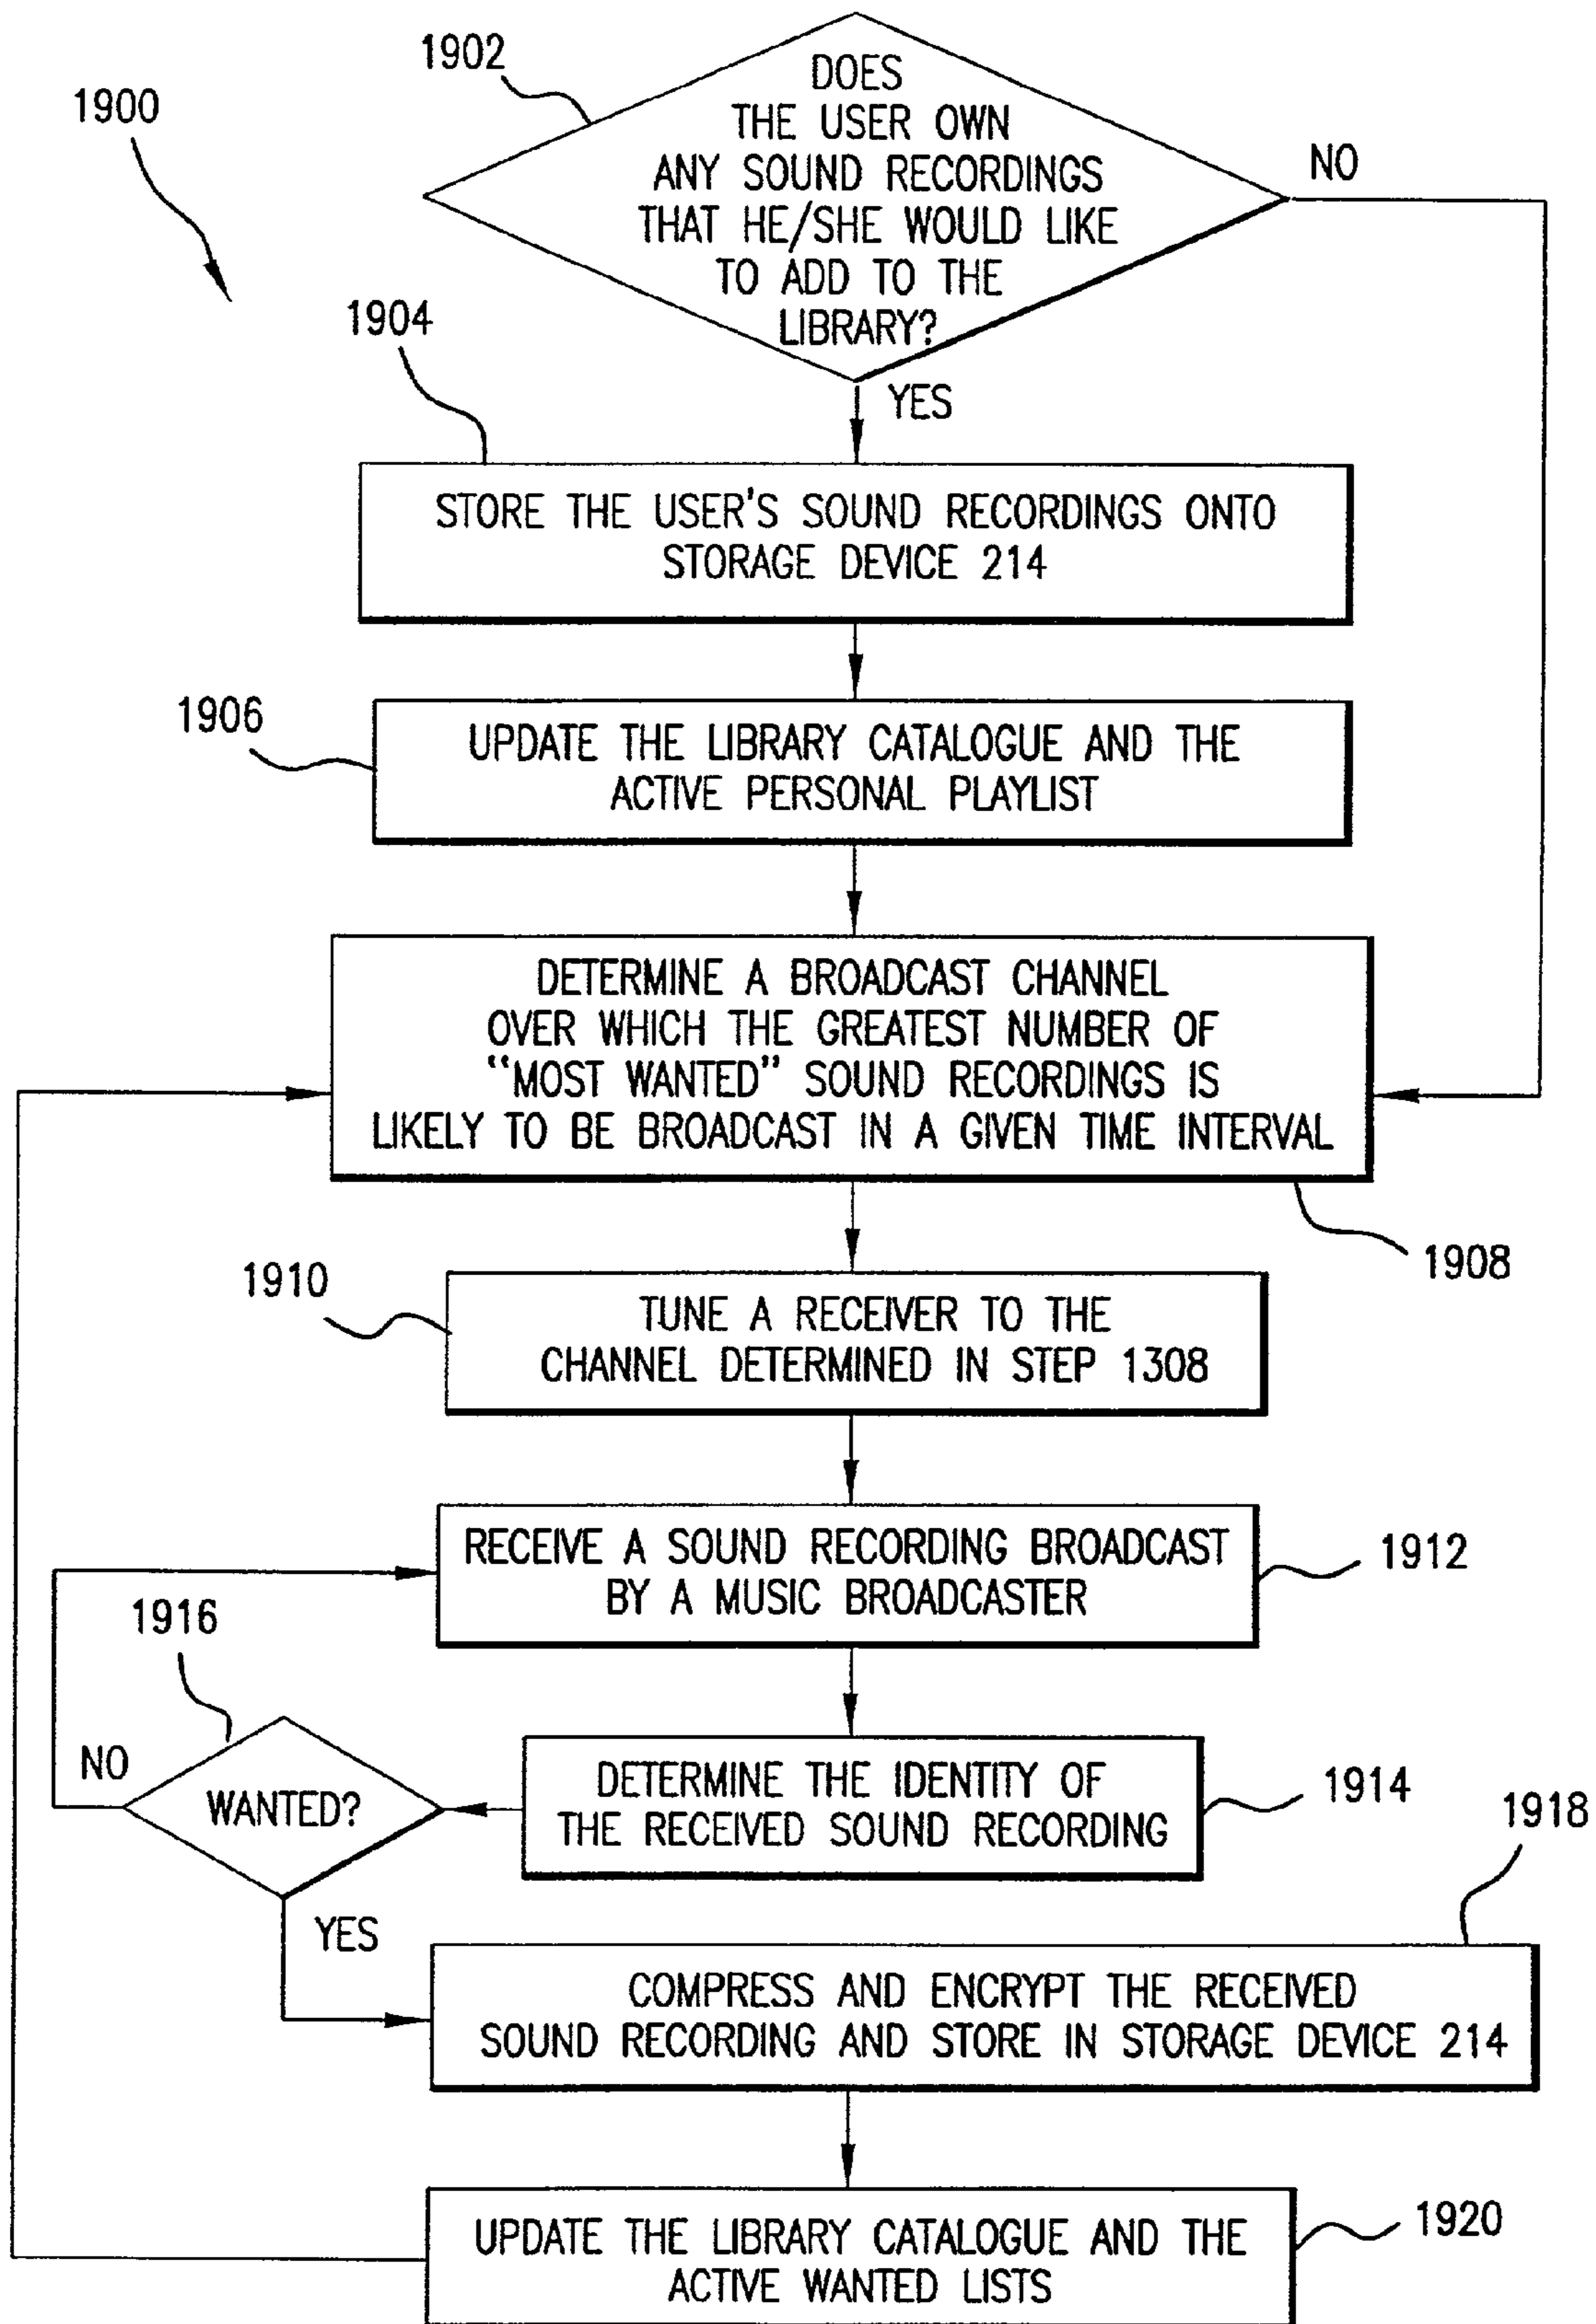 1900
1902
DOES
THE USER OWN
ANY SOUND RECORDINGS
THAT HE/SHE WOULD LIKE
TO ADD TO THE
LIBRARY?
NO
YES
1904
STORE THE USER'S SOUND RECORDINGS ONTO
STORAGE DEVICE 214
1906
UPDATE THE LIBRARY CATALOGUE AND THE
ACTIVE PERSONAL PLAYLIST
DETERMINE A BROADCAST CHANNEL
OVER WHICH THE GREATEST NUMBER OF
"MOST WANTED" SOUND RECORDINGS IS
LIKELY TO BE BROADCAST IN A GIVEN TIME INTERVAL
1908
1910
TUNE A RECEIVER TO THE
CHANNEL DETERMINED IN STEP 1308
RECEIVE A SOUND RECORDING BROADCAST
BY A MUSIC BROADCASTER
1912
DETERMINE THE IDENTITY OF
THE RECEIVED SOUND RECORDING
1914
1916
WANTED?
NO
YES
1918
COMPRESS AND ENCRYPT THE RECEIVED
SOUND RECORDING AND STORE IN STORAGE DEVICE 214
UPDATE THE LIBRARY CATALOGUE AND THE
ACTIVE WANTED LISTS
1920